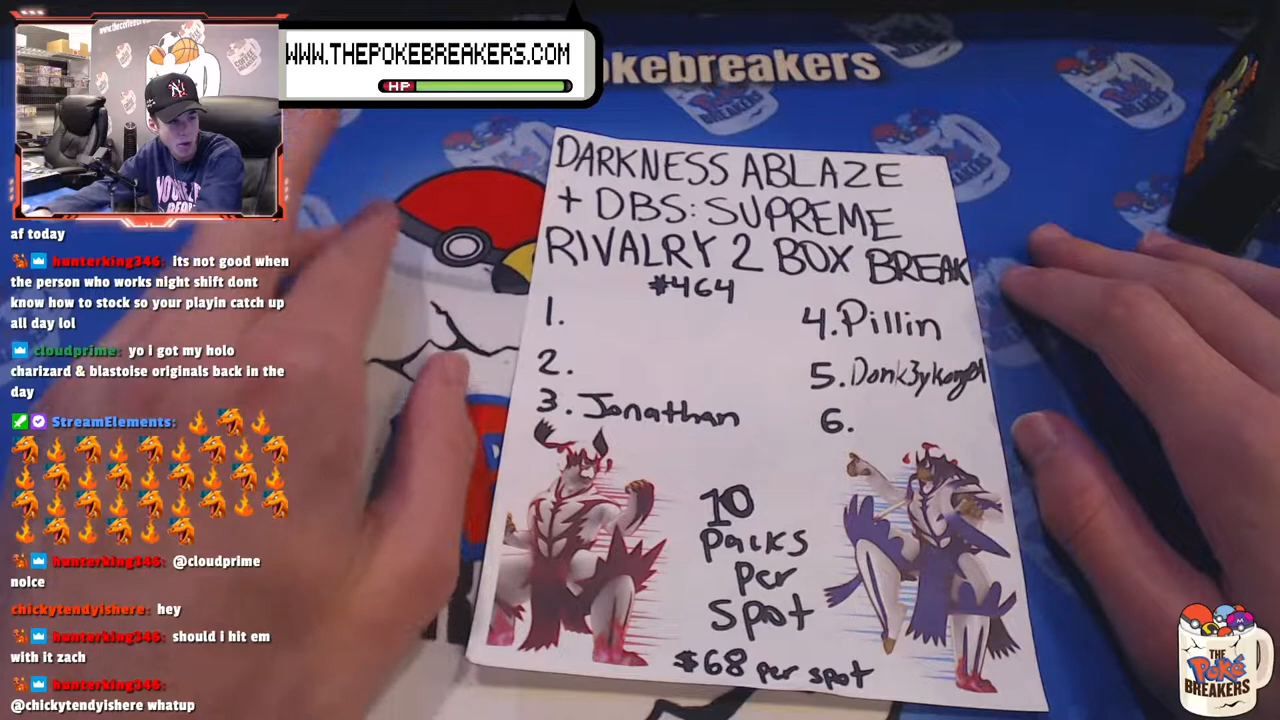 WWW.THEPOKEBREAKERS.COM
HP
okebreakers
DARKNESS ABLAZE
+ DBS: SUPREME
RIVALRY 2 BOX BREAK
#464
1.
2.
3. Jonathan
4. Pillin
5.
6.
10
Packs
Per
Spot
$68 per spot
af today
hunterking346: its not good when
the person who works night shift dont
know how to stock so your playin catch up
all day lol
cloudprime: yo i got my holo
charizard & blastoise originals back in the
day
StreamElements:
hunterking346: @cloudprime
noice
chickytendyishere: hey
hunterking346: should i hit em
with it zach
hunterking346:
@chickytendyishere whatup
THE
Poké
BREAKERS